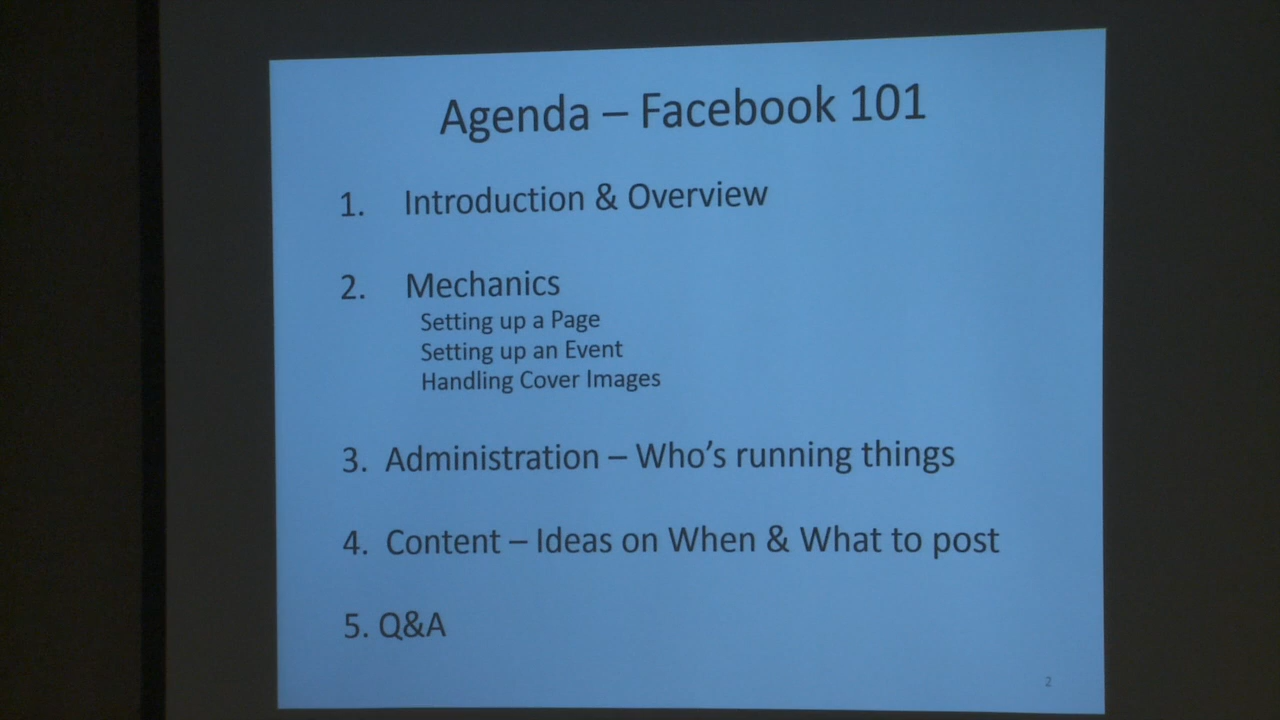 Agenda – Facebook 101
1. Introduction & Overview
2. Mechanics
Setting up a Page
Setting up an Event
Handling Cover Images
3. Administration – Who’s running things
4. Content – Ideas on When & What to post
5. Q&A
2